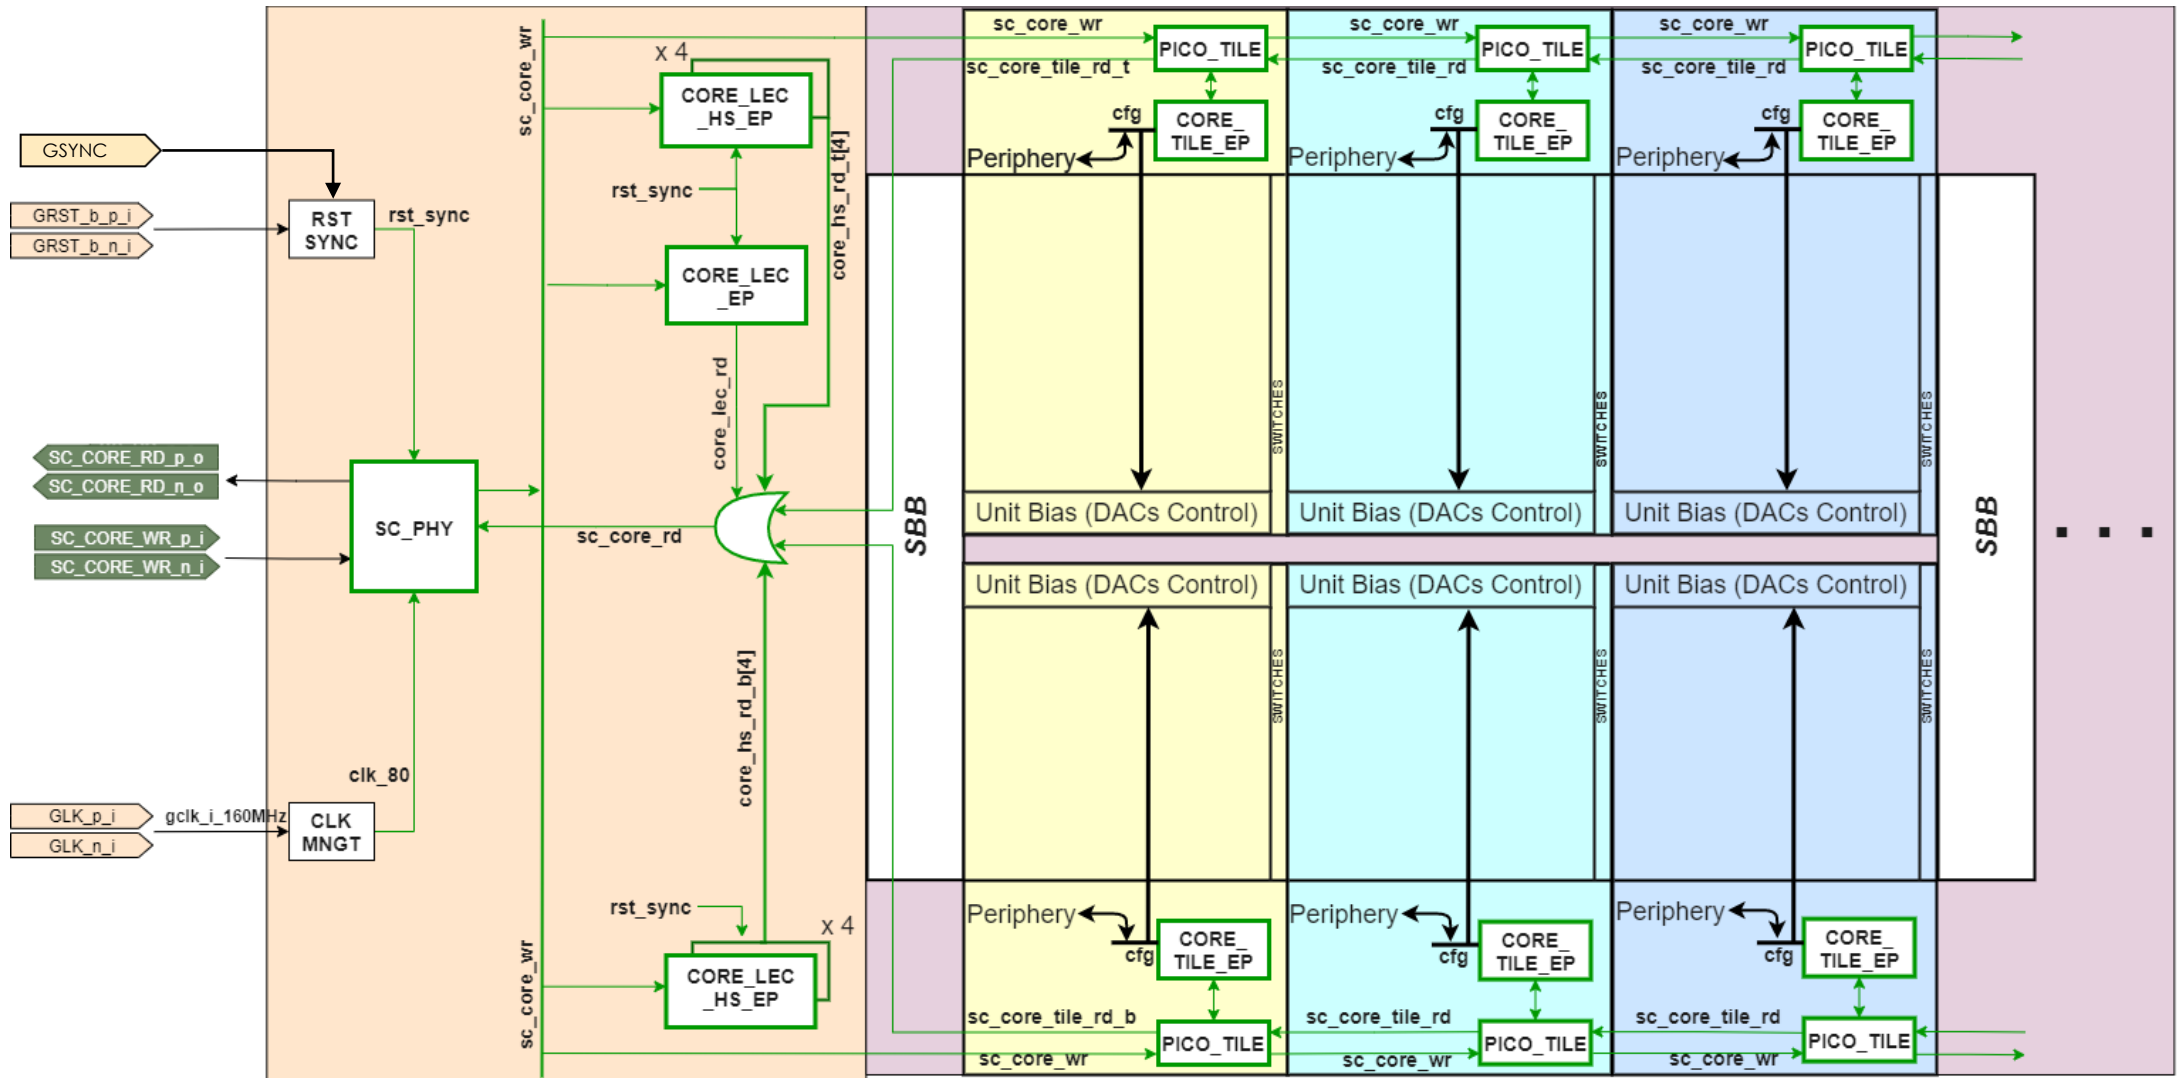 GSYNC
GRST_b_p_i
GRST_b_n_i
RST
SYNC
rst_sync
SC_CORE_RD_p_o
SC_CORE_RD_n_o
SC_CORE_WR_p_i
SC_CORE_WR_n_i
SC_PHY
clk_80
GLK_p_i
GLK_n_i
gclk_i_160MHz
CLK
MNGT
sc_core_wr
x 4
CORE_LEC
_HS_EP
rst_sync
CORE_LEC
_EP
core_hs_rd_t[4]
core_lec_rd
sc_core_rd
core_hs_rd_b[4]
rst_sync
x 4
CORE_LEC
_HS_EP
sc_core_wr
SBB
sc_core_wr
PICO_TILE
sc_core_tile_rd_t
cfg
CORE_
TILE_EP
Periphery
SWITCHES
Unit Bias (DACs Control)
sc_core_wr
PICO_TILE
sc_core_tile_rd
cfg
CORE_
TILE_EP
Periphery
SWITCHES
Unit Bias (DACs Control)
sc_core_wr
PICO_TILE
sc_core_tile_rd
cfg
CORE_
TILE_EP
Periphery
SWITCHES
Unit Bias (DACs Control)
Unit Bias (DACs Control)
SWITCHES
Periphery
cfg
CORE_
TILE_EP
sc_core_tile_rd_b
PICO_TILE
sc_core_wr
Unit Bias (DACs Control)
SWITCHES
Periphery
cfg
CORE_
TILE_EP
sc_core_tile_rd
PICO_TILE
sc_core_wr
Unit Bias (DACs Control)
SWITCHES
Periphery
cfg
CORE_
TILE_EP
sc_core_tile_rd
PICO_TILE
sc_core_wr
SBB
. . .